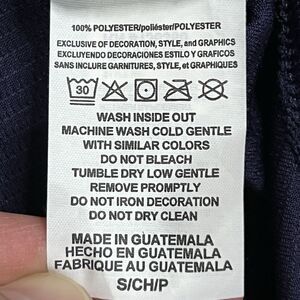 100% POLYESTER/poliéster/POLYESTER
EXCLUSIVE OF DECORATION, STYLE, and GRAPHICS
EXCLUYENDO DECORACIONES ESTILO Y GRAFICOS
SANS INCLURE GARNITURES, STYLE, et GRAPHIQUES
30
WASH INSIDE OUT
MACHINE WASH COLD GENTLE
WITH SIMILAR COLORS
DO NOT BLEACH
TUMBLE DRY LOW GENTLE
REMOVE PROMPTLY
DO NOT IRON DECORATION
DO NOT DRY CLEAN
MADE IN GUATEMALA
HECHO EN GUATEMALA
FABRIQUE AU GUATEMALA
S/CH/P